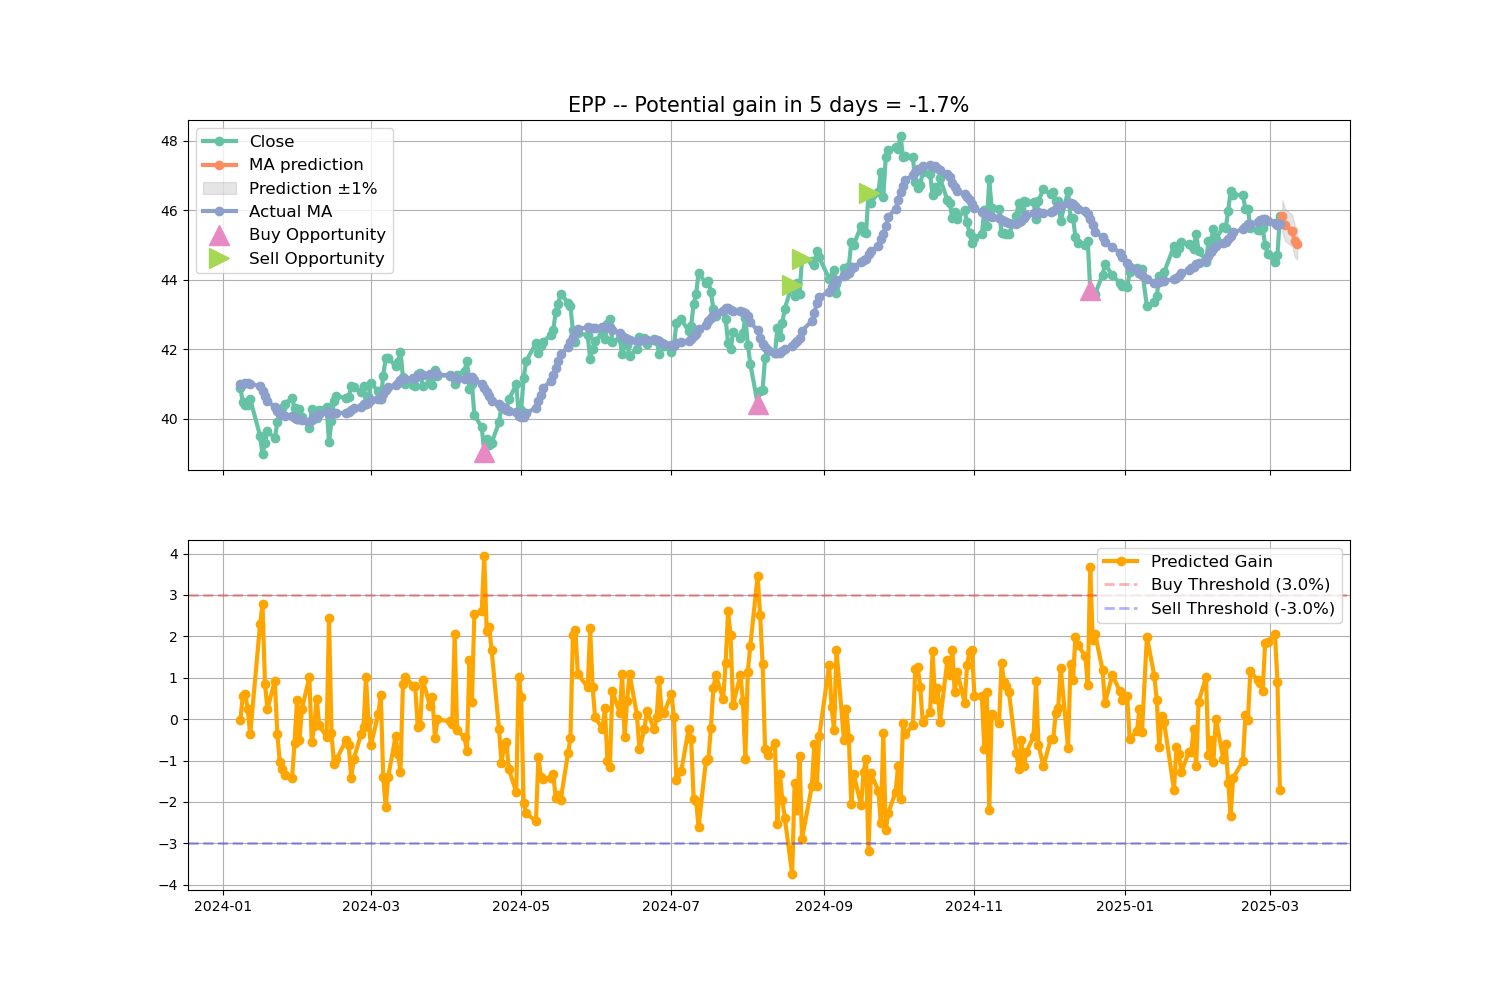 EPP -- Potential gain in 5 days = -1.7%
Close
MA prediction
Prediction ±1%
Actual MA
Buy Opportunity
Sell Opportunity
48
46
44
42
40
Predicted Gain
Buy Threshold (3.0%)
Sell Threshold (-3.0%)
4
3
2
1
0
−1
−2
−3
−4
2024-01 2024-03 2024-05 2024-07 2024-09 2024-11 2025-01 2025-03